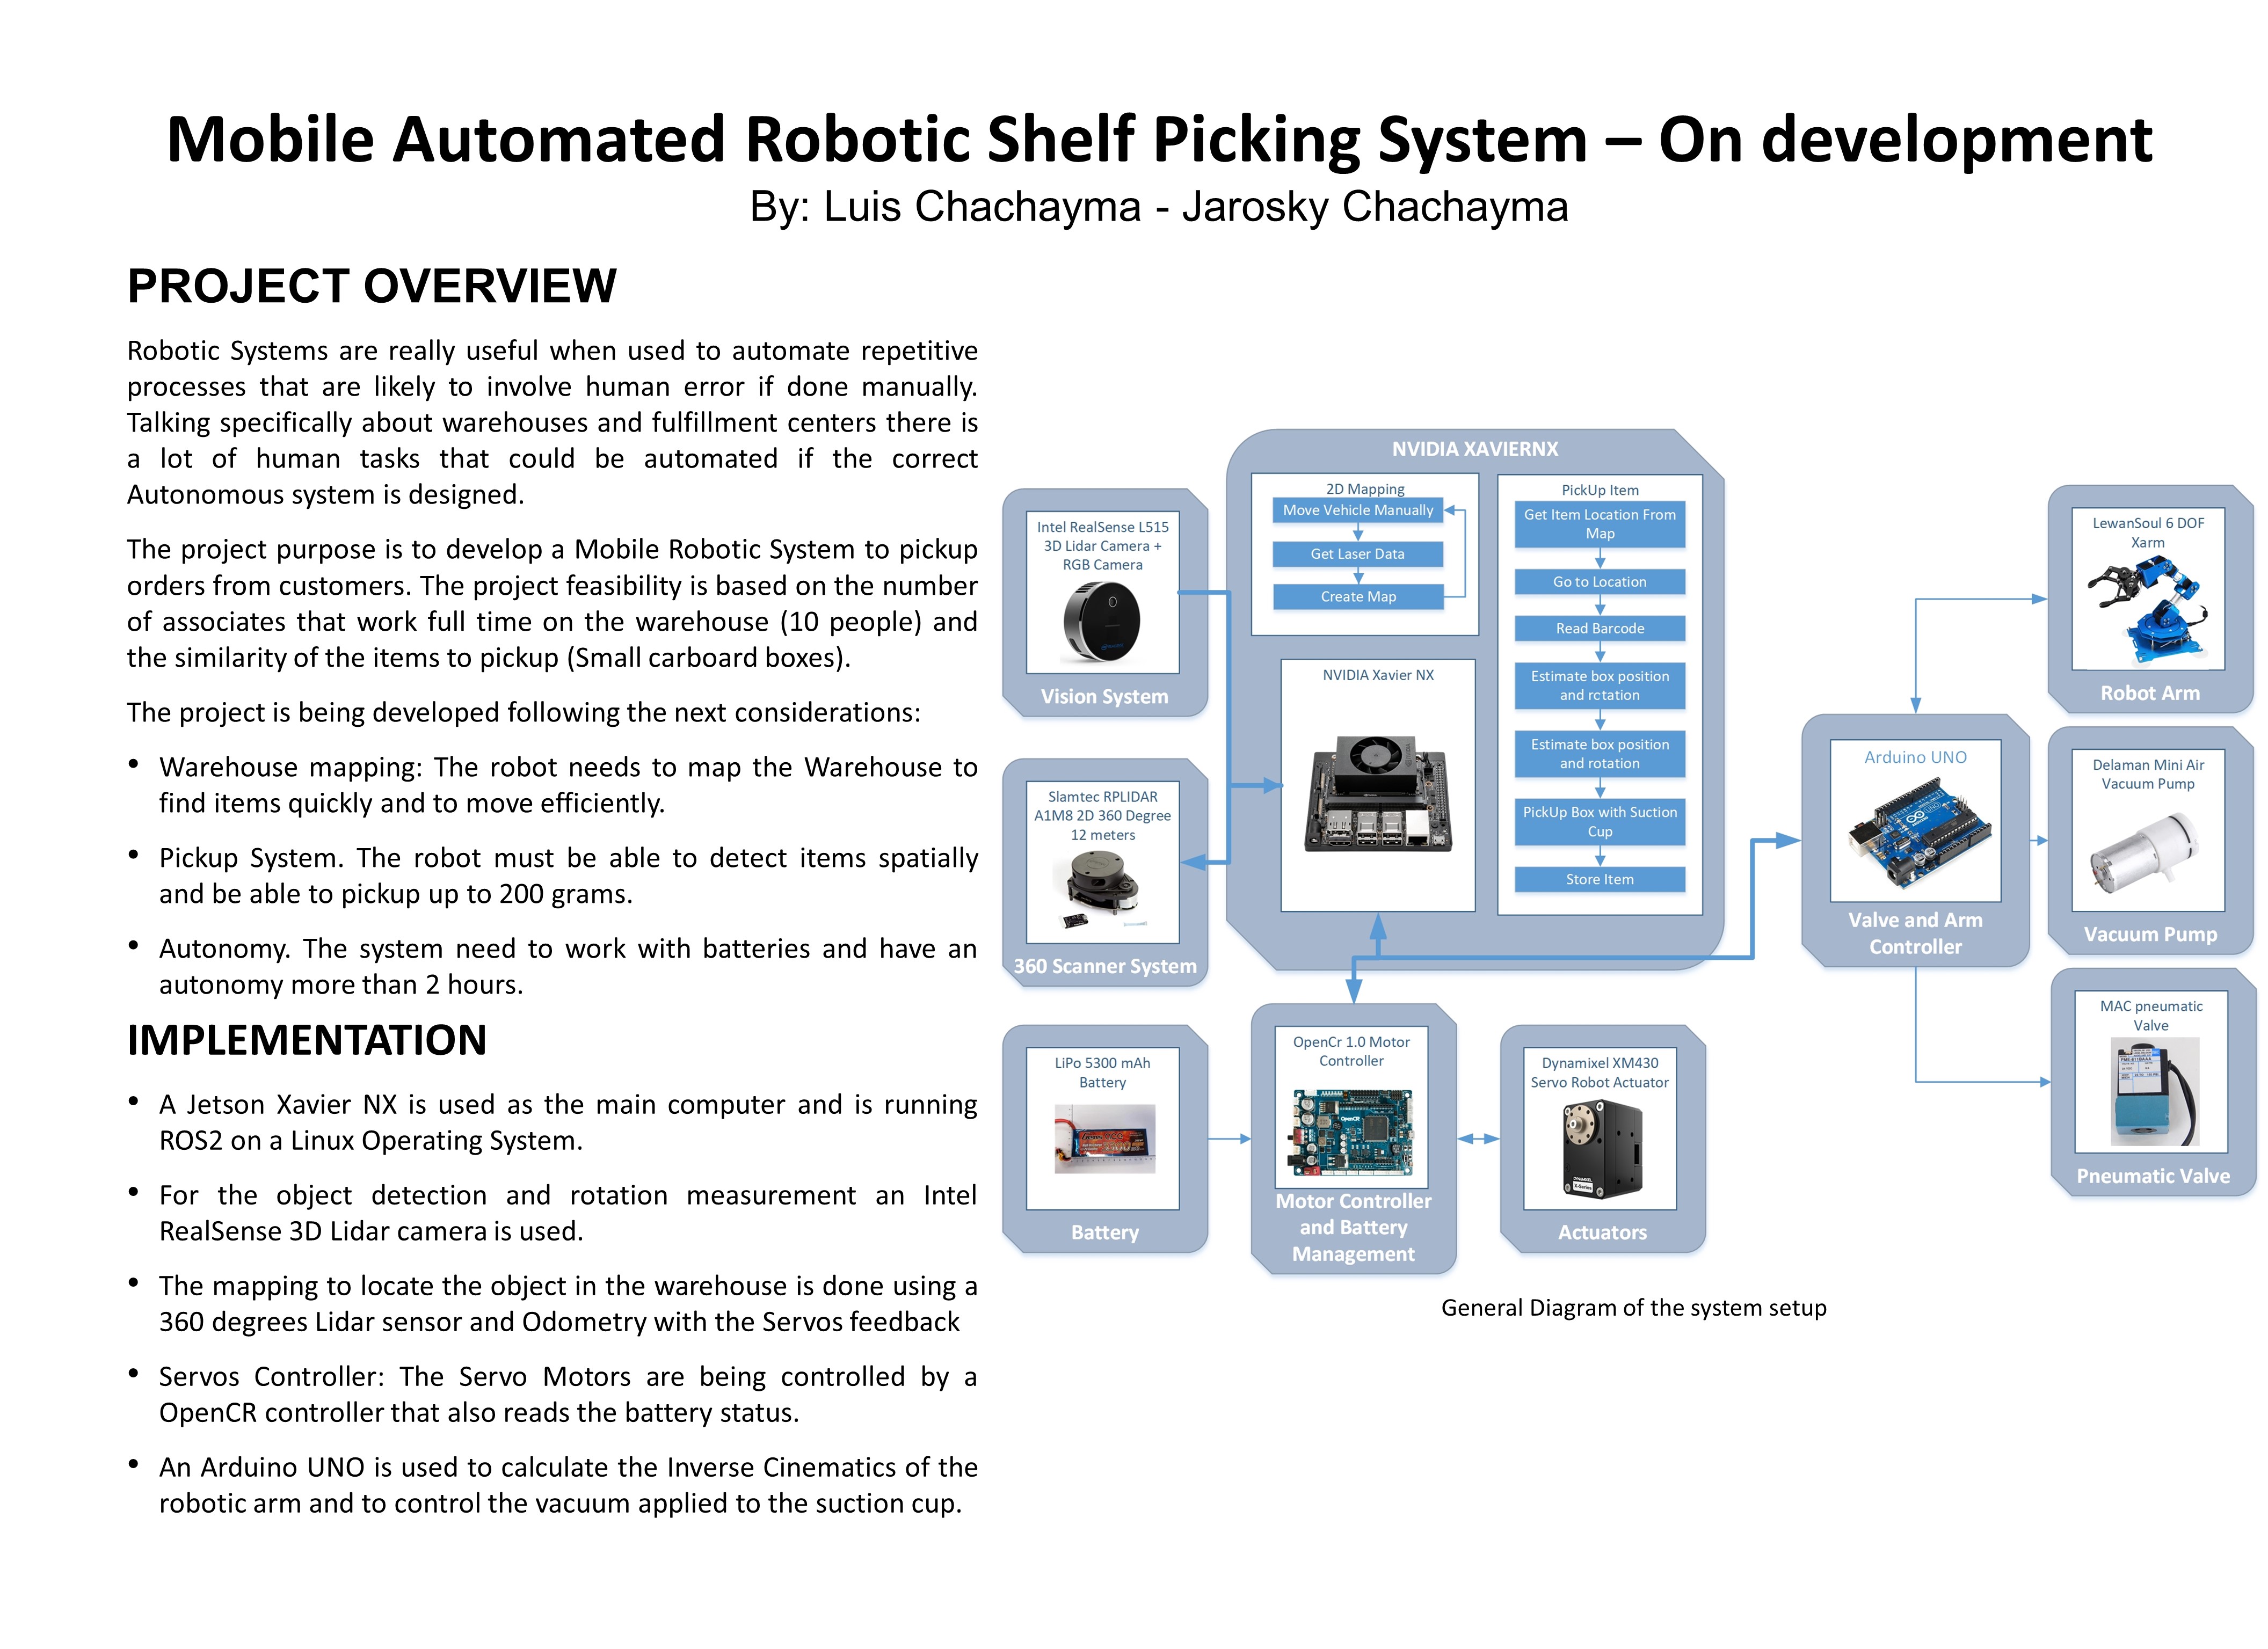 Mobile Automated Robotic Shelf Picking System – On development
By: Luis Chachayma - Jarosky Chachayma
PROJECT OVERVIEW
Robotic Systems are really useful when used to automate repetitive
processes that are likely to involve human error if done manually.
Talking specifically about warehouses and fulfillment centers there is
a lot of human tasks that could be automated if the correct
Autonomous system is designed.
The project purpose is to develop a Mobile Robotic System to pickup
orders from customers. The project feasibility is based on the number
of associates that work full time on the warehouse (10 people) and
the similarity of the items to pickup (Small carboard boxes).
The project is being developed following the next considerations:
• Warehouse mapping: The robot needs to map the Warehouse to
find items quickly and to move efficiently.
• Pickup System. The robot must be able to detect items spatially
and be able to pickup up to 200 grams.
• Autonomy. The system need to work with batteries and have an
autonomy more than 2 hours.
IMPLEMENTATION
• A Jetson Xavier NX is used as the main computer and is running
ROS2 on a Linux Operating System.
• For the object detection and rotation measurement an Intel
RealSense 3D Lidar camera is used.
• The mapping to locate the object in the warehouse is done using a
360 degrees Lidar sensor and Odometry with the Servos feedback
• Servos Controller: The Servo Motors are being controlled by a
OpenCR controller that also reads the battery status.
• An Arduino UNO is used to calculate the Inverse Cinematics of the
robotic arm and to control the vacuum applied to the suction cup.
Intel RealSense L515
3D Lidar Camera +
RGB Camera
Vision System
Slamtec RPLIDAR
A1M8 2D 360 Degree
12 meters
360 Scanner System
LiPo 5300 mAh
Battery
Battery
NVIDIA XAVIERNX
2D Mapping
Move Vehicle Manually
Get Laser Data
Create Map
NVIDIA Xavier NX
PickUp Item
Get Item Location From
Map
Go to Location
Read Barcode
Estimate box position
and rotation
Estimate box position
and rotation
PickUp Box with Suction
Cup
Store Item
OpenCr 1.0 Motor
Controller
OpenCR
Motor Controller
and Battery
Management
Dynamixel XM430
Servo Robot Actuator
DYNAMIXEL
X-Series
Actuators
Arduino UNO
UNO
Valve and Arm
Controller
LewanSoul 6 DOF
Xarm
Robot Arm
Delaman Mini Air
Vacuum Pump
Vacuum Pump
MAC pneumatic
Valve
Pneumatic Valve
General Diagram of the system setup